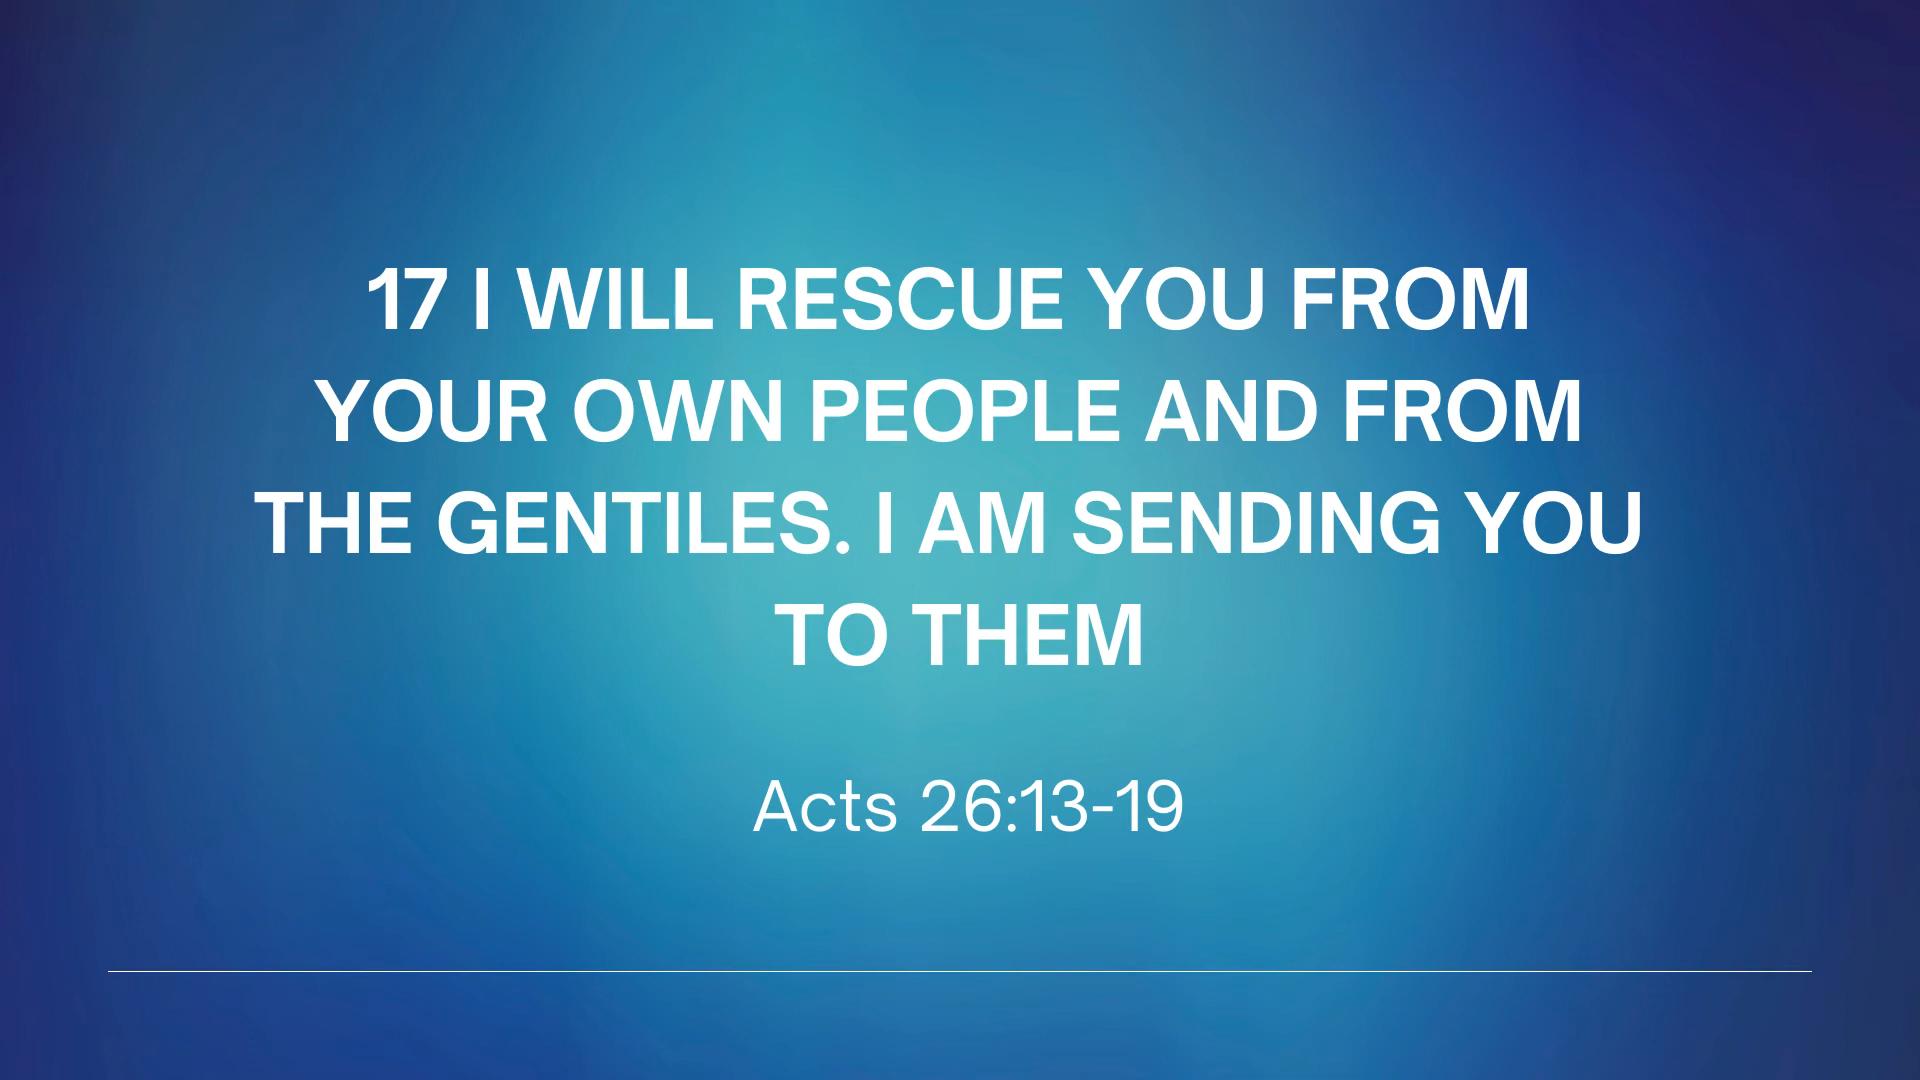 17 I WILL RESCUE YOU FROM
YOUR OWN PEOPLE AND FROM
THE GENTILES. I AM SENDING YOU
TO THEM
Acts 26:13-19